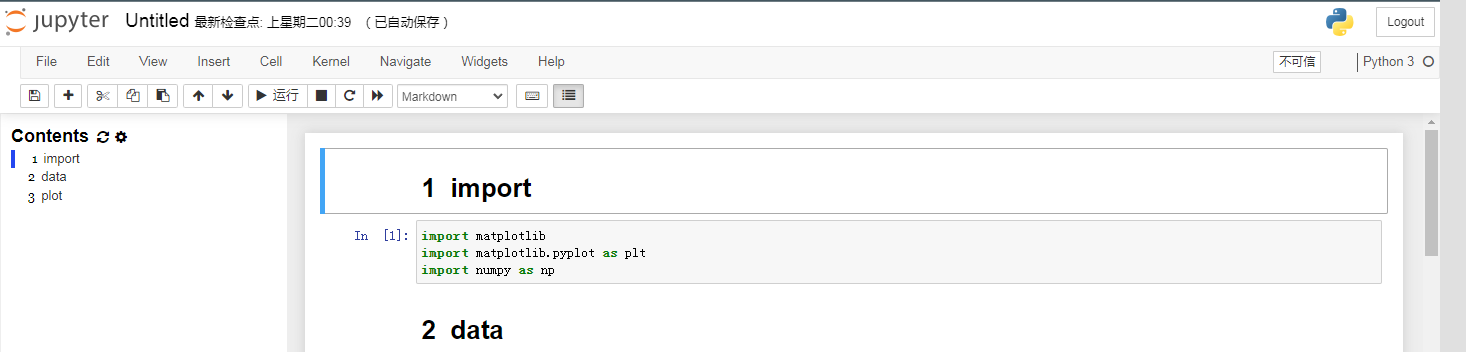 jupyter Untitled 最新检查点: 上星期二00:39 （已自动保存） Logout
File Edit View Insert Cell Kernel Navigate Widgets Help 不可信 Python 3
运行 Markdown
Contents
1 import
2 data
3 plot
1 import
In [1]: import matplotlib
import matplotlib.pyplot as plt
import numpy as np
2 data